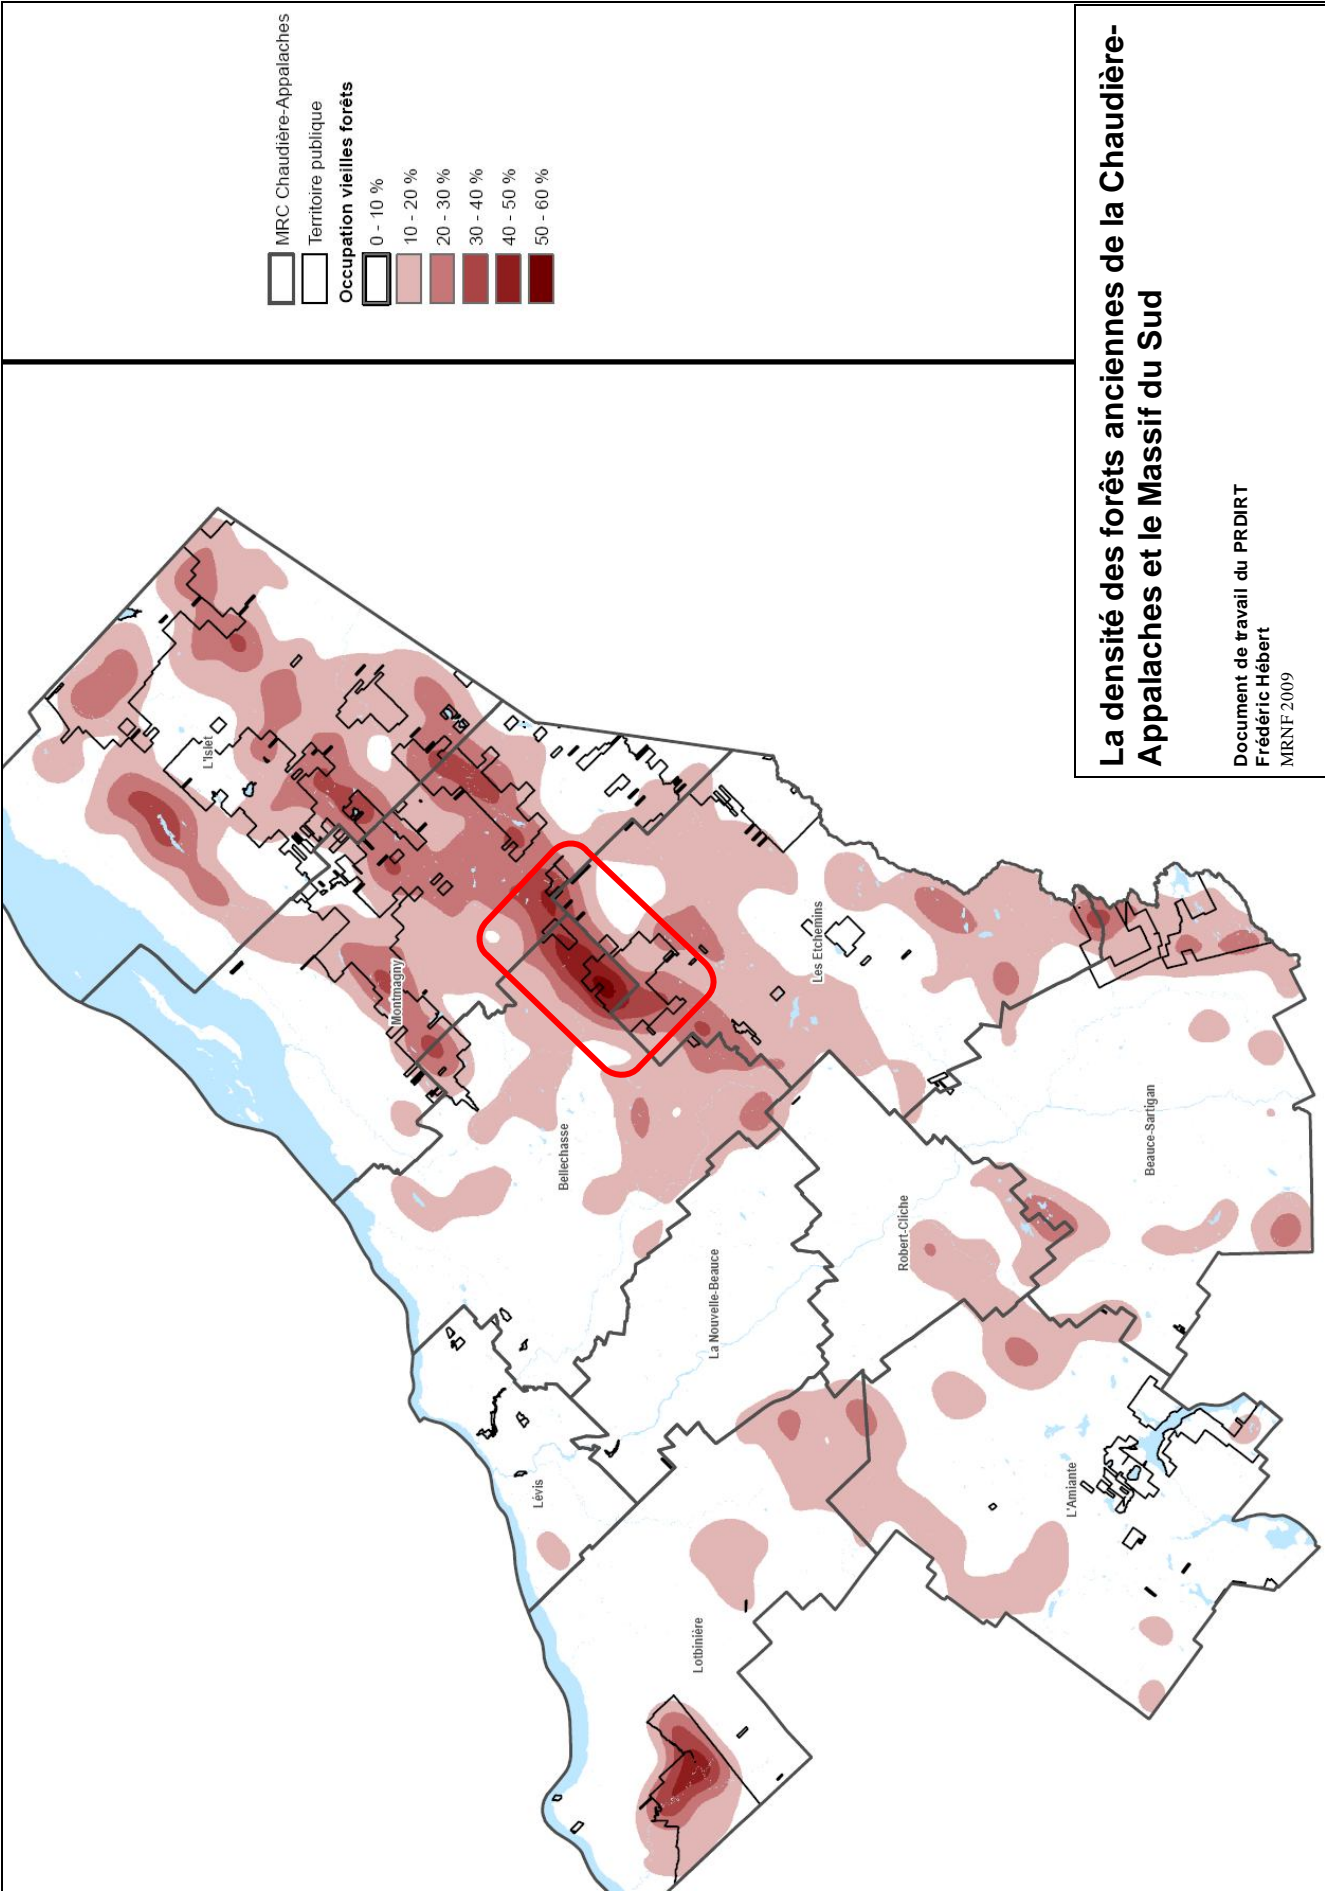 La densité des forêts anciennes de la Chaudière-
Appalaches et le Massif du Sud
Document de travail du PRDIRT
Frédéric Hébert
MRNF 2009
MRC Chaudière-Appalaches
Territoire publique
Occupation vieilles forêts
0 - 10 %
10 - 20 %
20 - 30 %
30 - 40 %
40 - 50 %
50 - 60 %
L'Islet
Montmagny
Bellechasse
Les Etchemins
Lévis
La Nouvelle-Beauce
Robert-Cliche
Beauce-Sartigan
Lotbinière
L'Amiante